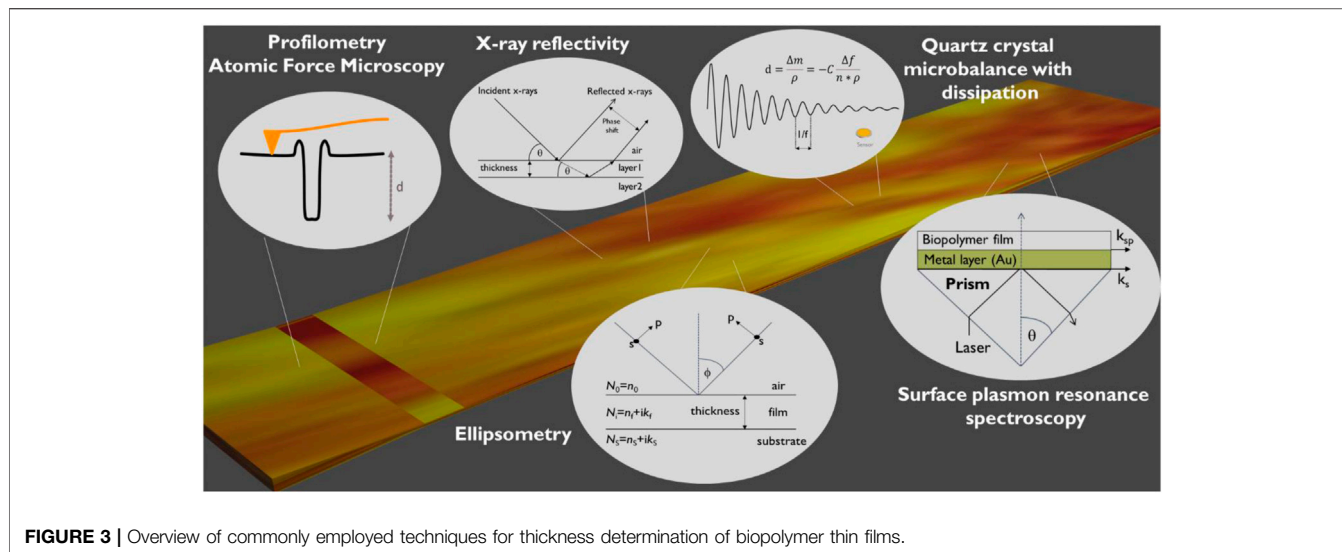 Profilometry
Atomic Force Microscopy
d
X-ray reflectivity
Incident x-rays
Reflected x-rays
Phase
shift
θ
air
thickness
θ
layer1
layer2
d = Δm/ρ = −C Δf/(n * ρ)
1/f
Sensor
Quartz crystal
microbalance with
dissipation
Biopolymer film
k_sp
Metal layer (Au)
k_s
Prism
θ
Laser
Surface plasmon resonance
spectroscopy
Ellipsometry
P
P
s
s
ϕ
N₀=n₀
air
N_i=n_f+ik_f
thickness
film
N_S=n_S+ik_S
substrate
FIGURE 3 | Overview of commonly employed techniques for thickness determination of biopolymer thin films.